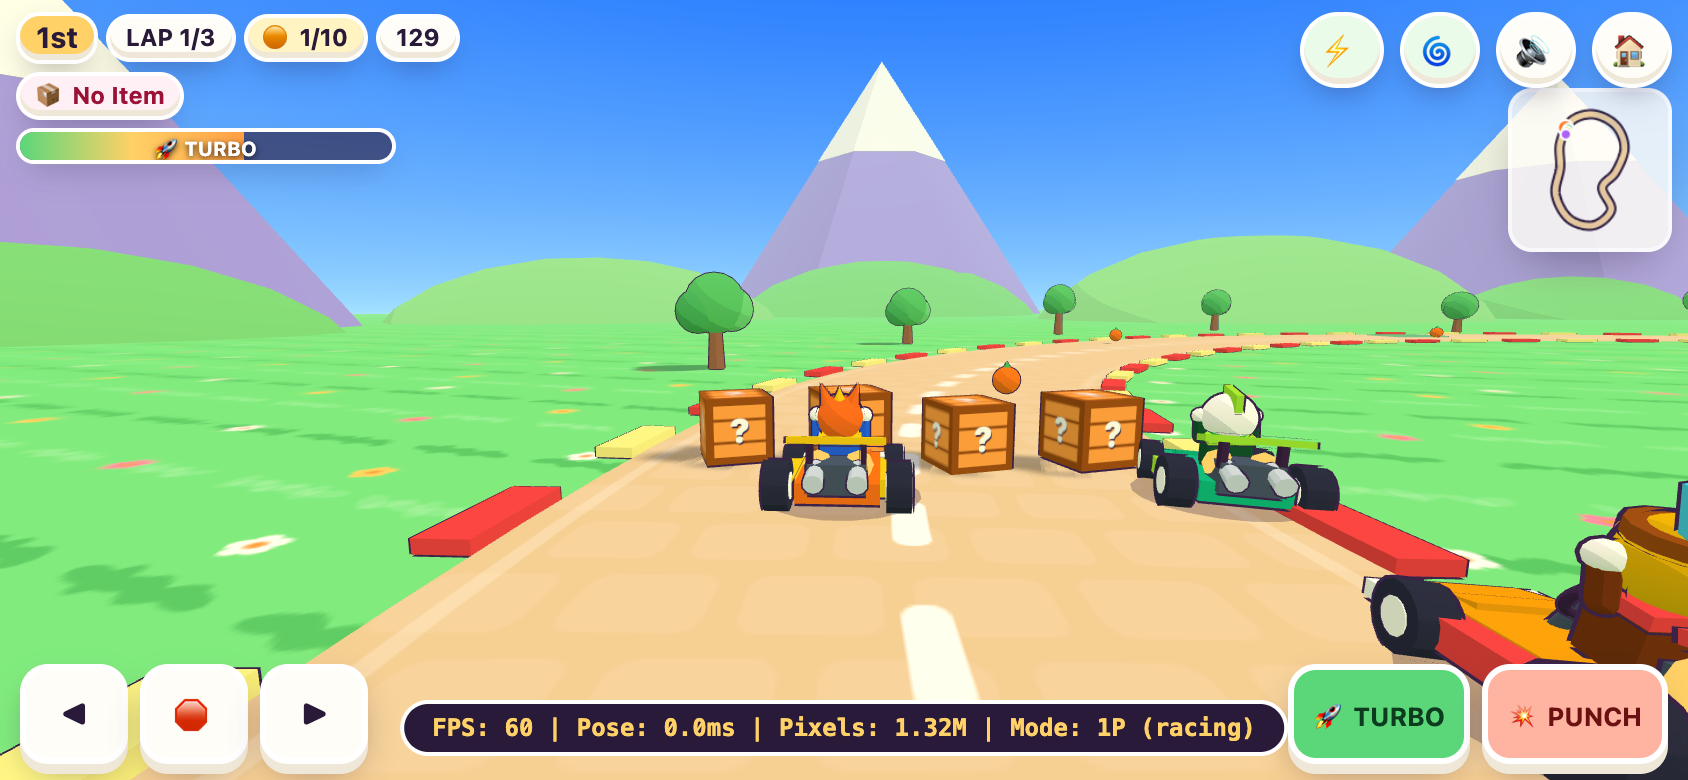 1st
LAP 1/3
1/10
129
No Item
TURBO
? ? ? ? ?
FPS: 60 | Pose: 0.0ms | Pixels: 1.32M | Mode: 1P (racing)
TURBO
PUNCH